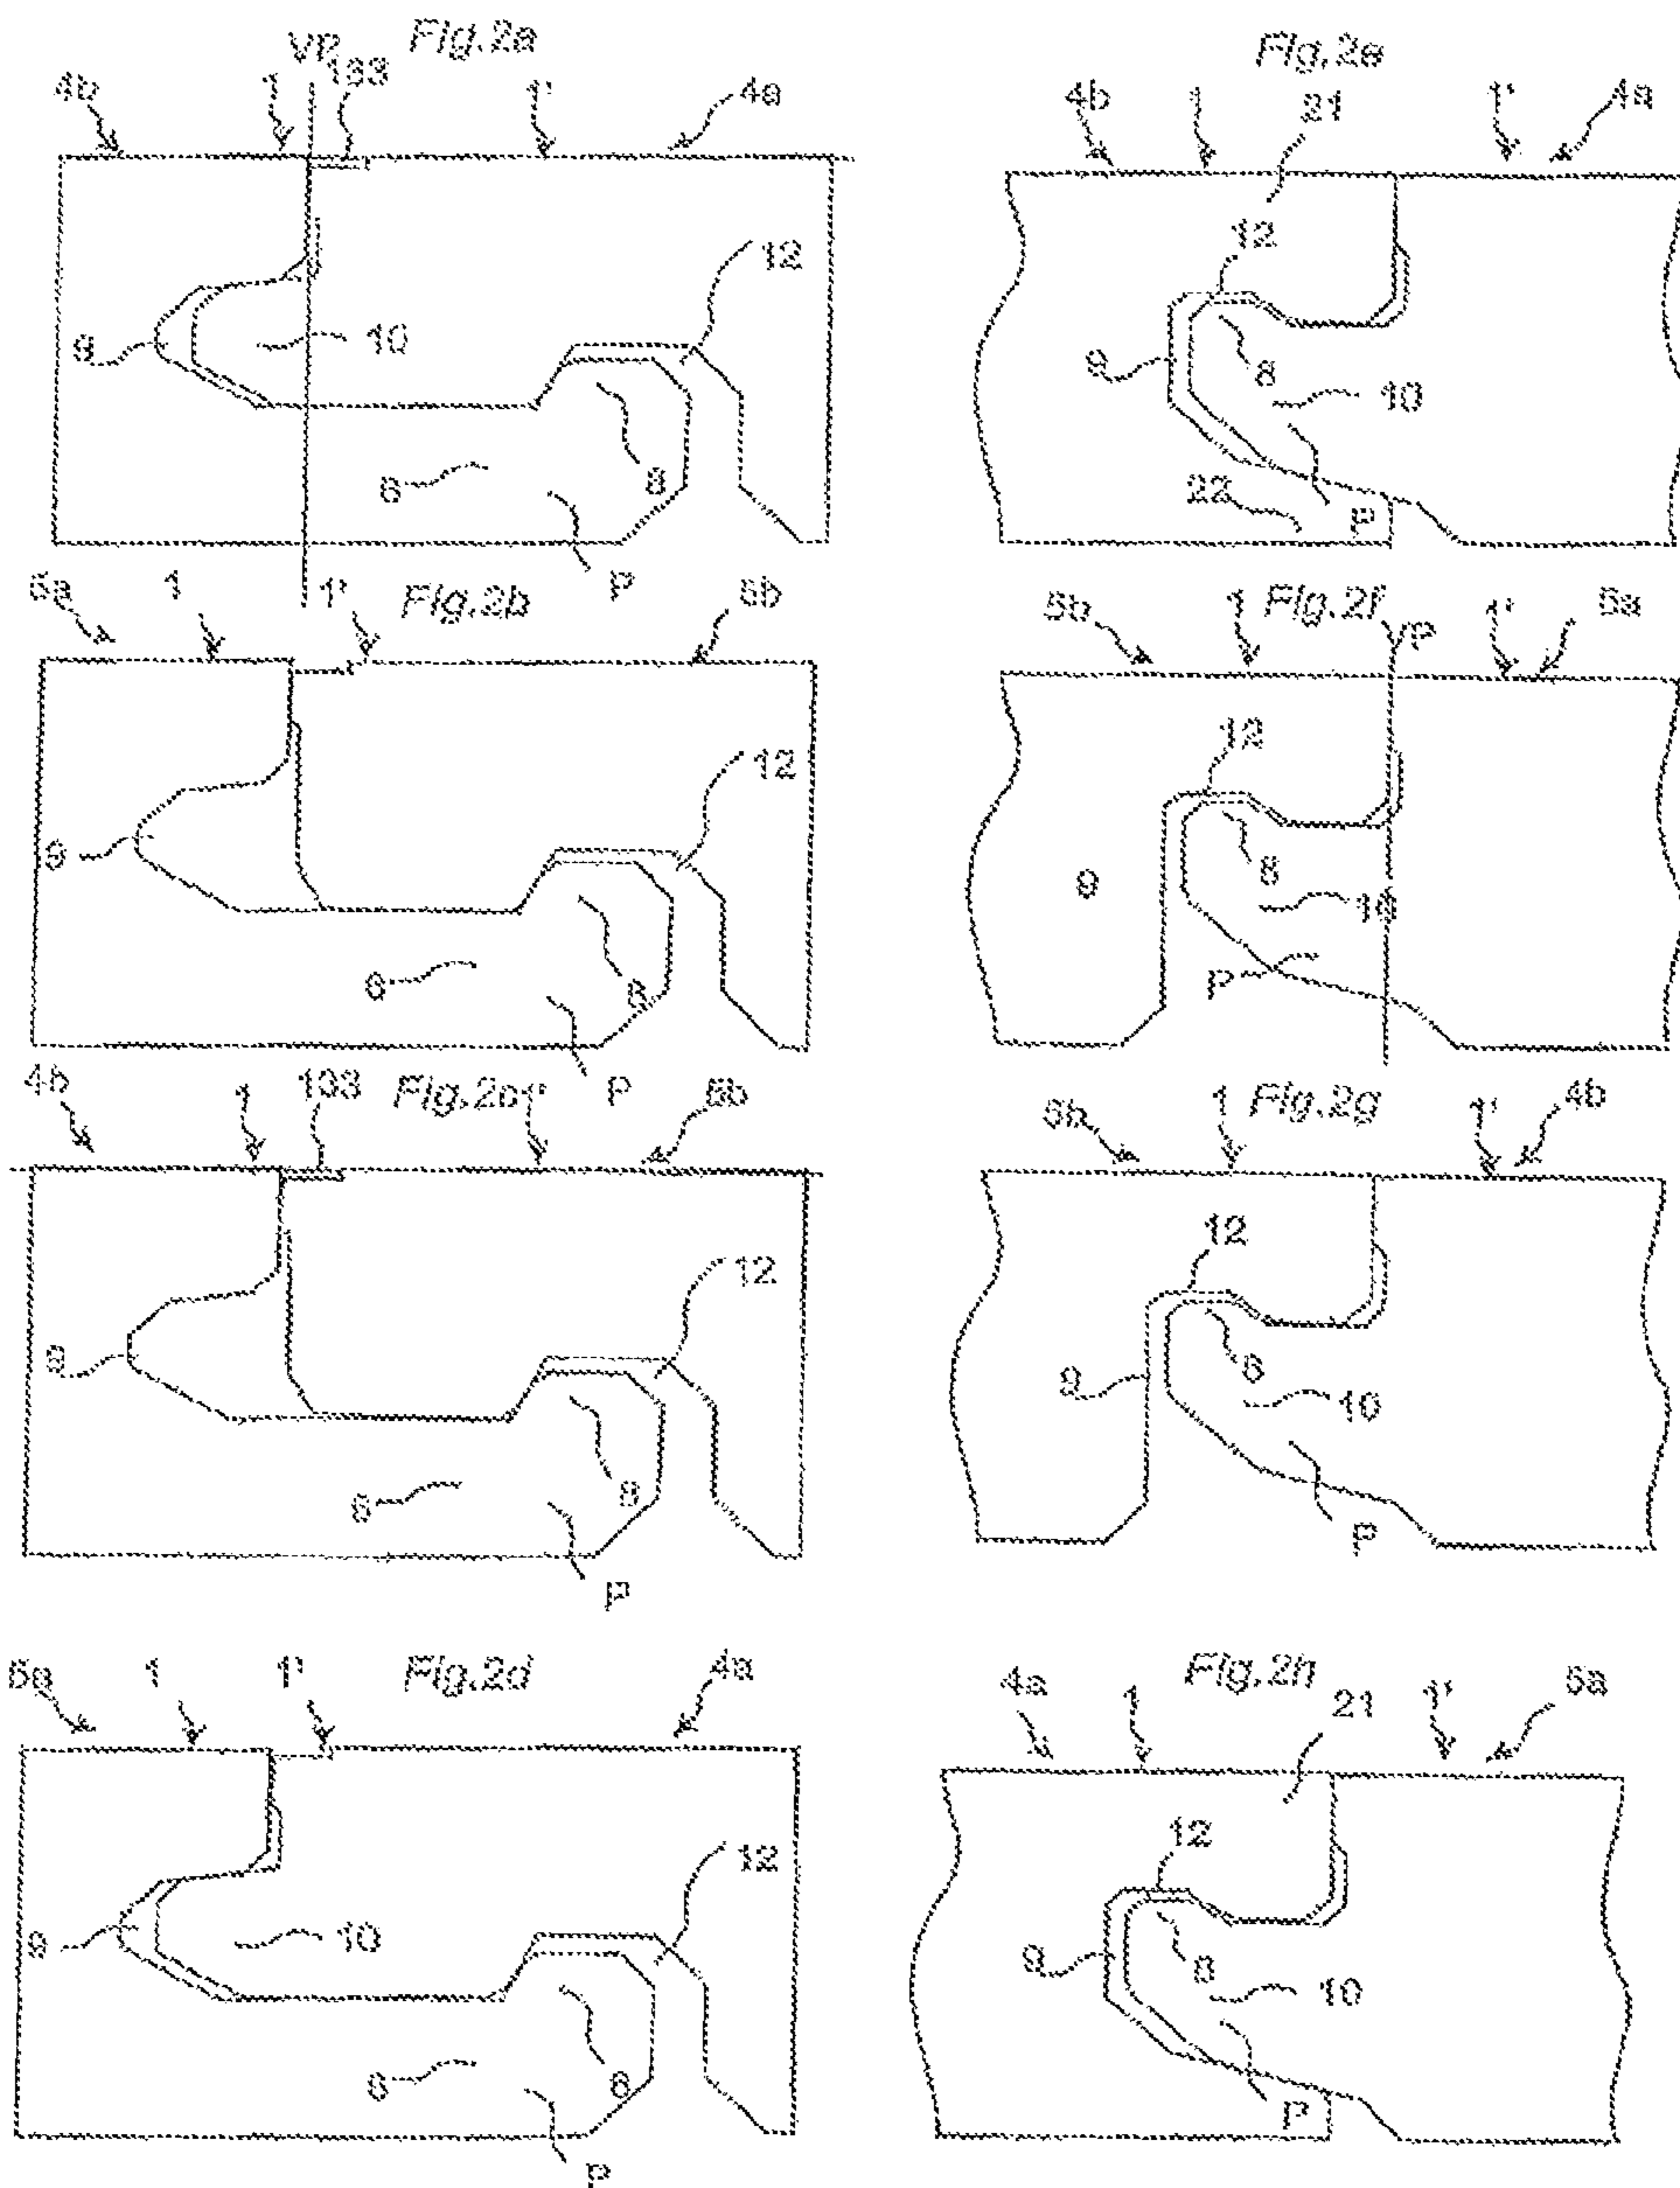 Fig.2a
VP
133
4b 1 1' 4a
12
9 10
6 8
P
Fig.2e
4b 1 21 1' 4a
12
9 8 10
22 P
Fig.2b
5a 1 1' 5b
12
9
6 8
P
Fig.2f
5b 1 VP 1' 5a
12
9 8 10
P
Fig.2c
4b 1 133 1' 5b
12
9
6 8
P
Fig.2g
5b 1 1' 4b
12
9 8 10
P
Fig.2d
5a 1 1' 4a
12
9 10
6 8
P
Fig.2h
4a 1 21 1' 5a
12
9 8 10
P